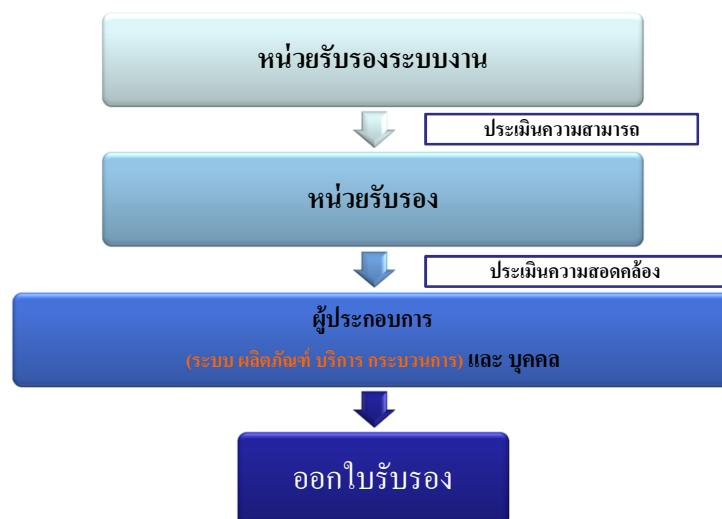 หน่วยรับรองระบบงาน
ประเมินความสามารถ
หน่วยรับรอง
ประเมินความสอดคล้อง
ผู้ประกอบการ
(ระบบ ผลิตภัณฑ์ บริการ กระบวนการ) และ บุคคล
ออกใบรับรอง